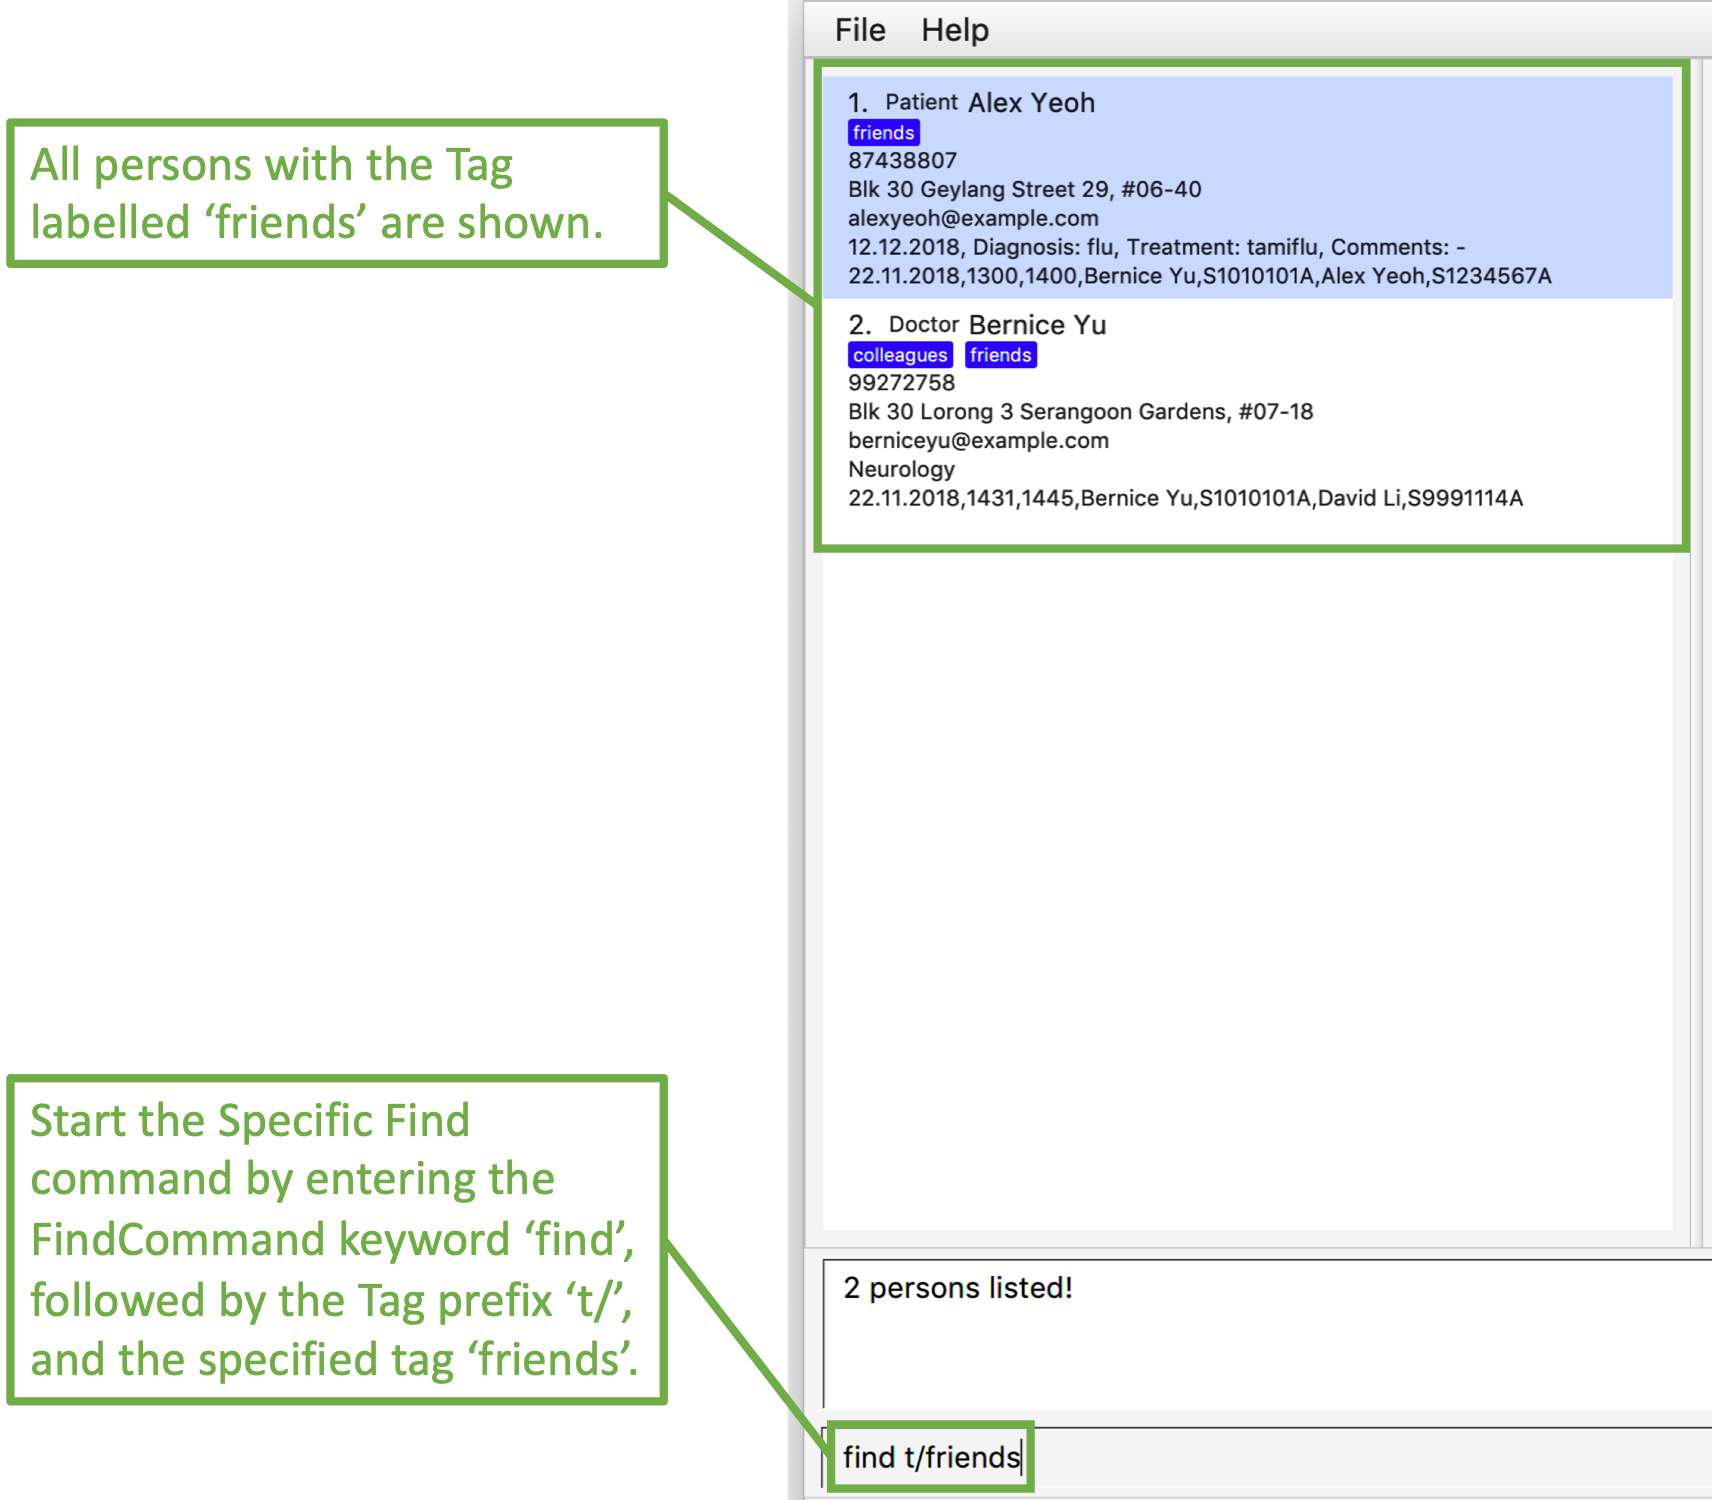 File Help
All persons with the Tag
labelled ‘friends’ are shown.
1. Patient Alex Yeoh
friends
87438807
Blk 30 Geylang Street 29, #06-40
alexyeoh@example.com
12.12.2018, Diagnosis: flu, Treatment: tamiflu, Comments: -
22.11.2018,1300,1400,Bernice Yu,S1010101A,Alex Yeoh,S1234567A
2. Doctor Bernice Yu
colleagues friends
99272758
Blk 30 Lorong 3 Serangoon Gardens, #07-18
berniceyu@example.com
Neurology
22.11.2018,1431,1445,Bernice Yu,S1010101A,David Li,S9991114A
Start the Specific Find
command by entering the
FindCommand keyword ‘find’,
followed by the Tag prefix ‘t/’,
and the specified tag ‘friends’.
2 persons listed!
find t/friends